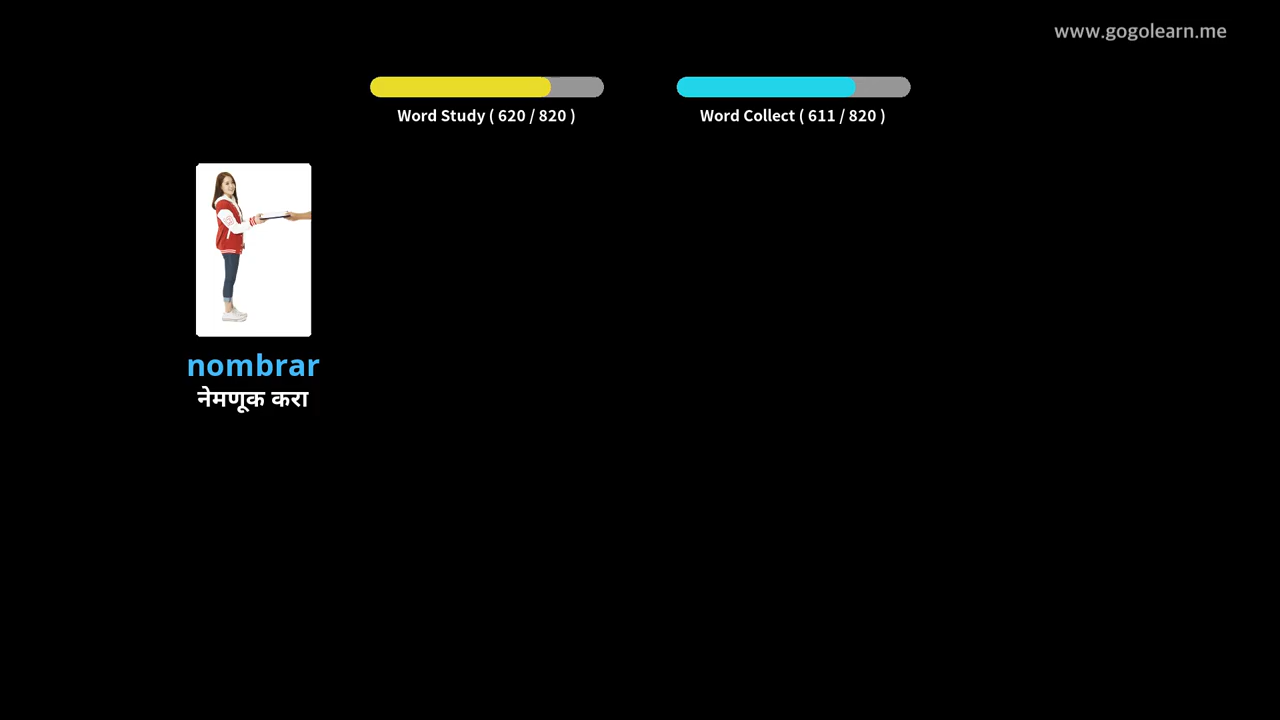 www.gogolearn.me
Word Study ( 620 / 820 )
Word Collect ( 611 / 820 )
nombrar
नेमणूक करा